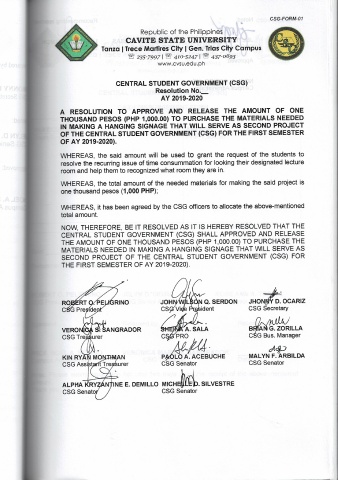 CSG-FORM-01
Republic of the Philippines
CAVITE STATE UNIVERSITY
Tanza | Trece Martires City | Gen. Trias City Campus
☏ 235-7997 | ☏ 410-5247 | ☏ 437-0693
www.cvsu.edu.ph
CENTRAL STUDENT GOVERNMENT (CSG)
Resolution No.__
AY 2019-2020
A RESOLUTION TO APPROVE AND RELEASE THE AMOUNT OF ONE
THOUSAND PESOS (PHP 1,000.00) TO PURCHASE THE MATERIALS NEEDED
IN MAKING A HANGING SIGNAGE THAT WILL SERVE AS SECOND PROJECT
OF THE CENTRAL STUDENT GOVERNMENT (CSG) FOR THE FIRST SEMESTER
OF AY 2019-2020).
WHEREAS, the said amount will be used to grant the request of the students to
resolve the recurring issue of time consummation for looking their designated lecture
room and help them to recognized what room they are in.
WHEREAS, the total amount of the needed materials for making the said project is
one thousand pesos (1,000 PHP);
WHEREAS, it has been agreed by the CSG officers to allocate the above-mentioned
total amount.
NOW, THEREFORE, BE IT RESOLVED AS IT IS HEREBY RESOLVED THAT THE
CENTRAL STUDENT GOVERNMENT (CSG) SHALL APPROVED AND RELEASE
THE AMOUNT OF ONE THOUSAND PESOS (PHP 1,000.00) TO PURCHASE THE
MATERIALS NEEDED IN MAKING A HANGING SIGNAGE THAT WILL SERVE AS
SECOND PROJECT OF THE CENTRAL STUDENT GOVERNMENT (CSG) FOR
THE FIRST SEMESTER OF AY 2019-2020).
ROBERT O. PELIGRINO JOHN WILSON Q. SERDON JHONNY D. OCARIZ
CSG President CSG Vice President CSG Secretary
VERONICA S. SANGRADOR SHEENA A. SALA BRIAN G. ZORILLA
CSG Treasurer CSG PRO CSG Bus. Manager
KIN RYAN MONTIMAN PAOLO A. ACEBUCHE MALYN F. ARBILDA
CSG Assistant Treasurer CSG Senator CSG Senator
ALPHA KRYZANTINE E. DEMILLO MICHELLE D. SILVESTRE
CSG Senator CSG Senator